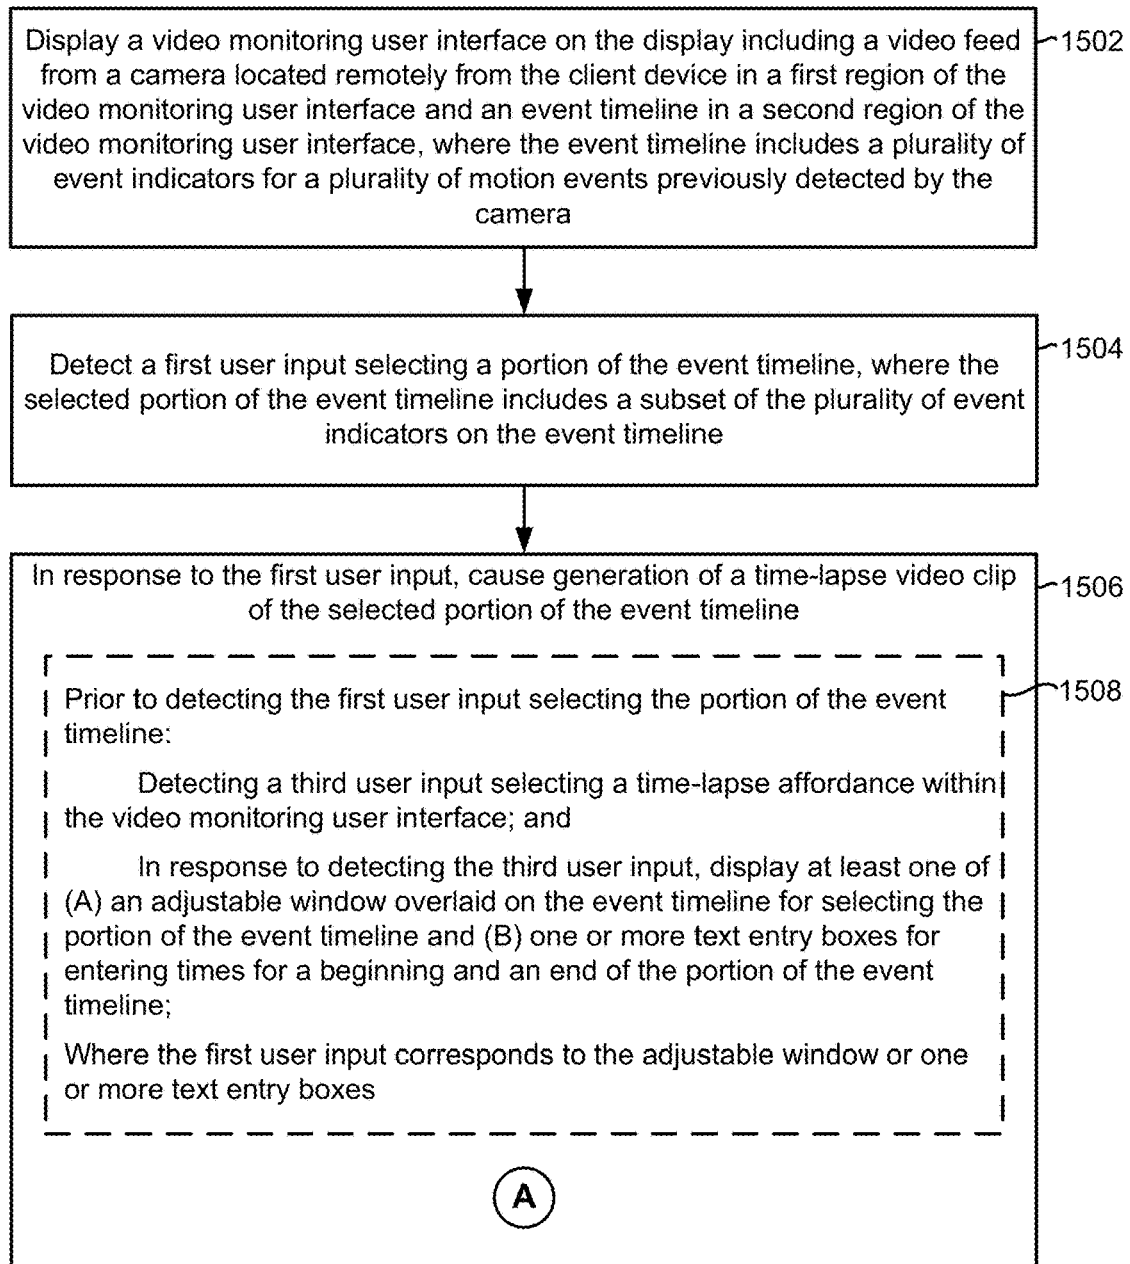 Display a video monitoring user interface on the display including a video feed
from a camera located remotely from the client device in a first region of the
video monitoring user interface and an event timeline in a second region of the
video monitoring user interface, where the event timeline includes a plurality of
event indicators for a plurality of motion events previously detected by the
camera
1502
Detect a first user input selecting a portion of the event timeline, where the
selected portion of the event timeline includes a subset of the plurality of event
indicators on the event timeline
1504
In response to the first user input, cause generation of a time-lapse video clip
of the selected portion of the event timeline
1506
Prior to detecting the first user input selecting the portion of the event
timeline:
1508
Detecting a third user input selecting a time-lapse affordance within
the video monitoring user interface; and
In response to detecting the third user input, display at least one of
(A) an adjustable window overlaid on the event timeline for selecting the
portion of the event timeline and (B) one or more text entry boxes for
entering times for a beginning and an end of the portion of the event
timeline;
Where the first user input corresponds to the adjustable window or one
or more text entry boxes
A